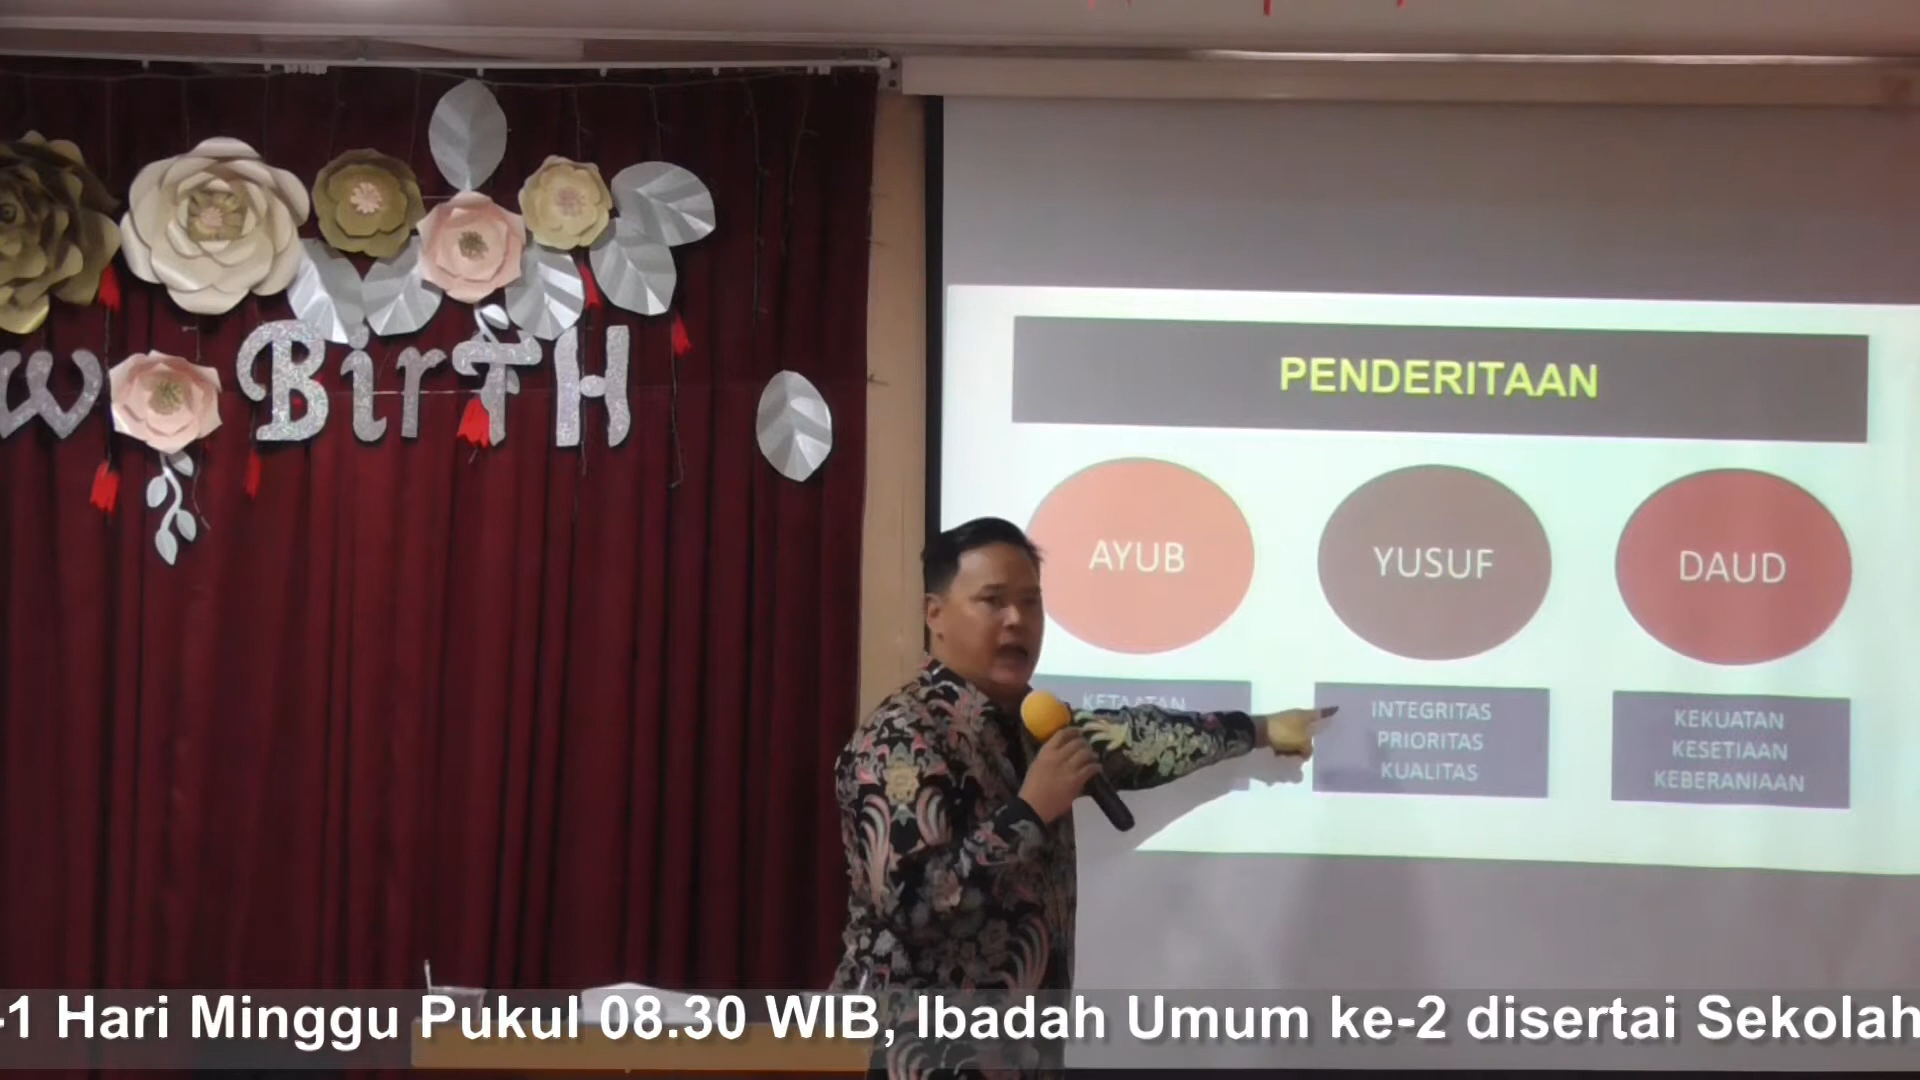 w BirTH
PENDERITAAN
AYUB
YUSUF
DAUD
KETAATAN
INTEGRITAS
PRIORITAS
KUALITAS
KEKUATAN
KESETIAAN
KEBERANIAAN
-1 Hari Minggu Pukul 08.30 WIB, Ibadah Umum ke-2 disertai Sekolah